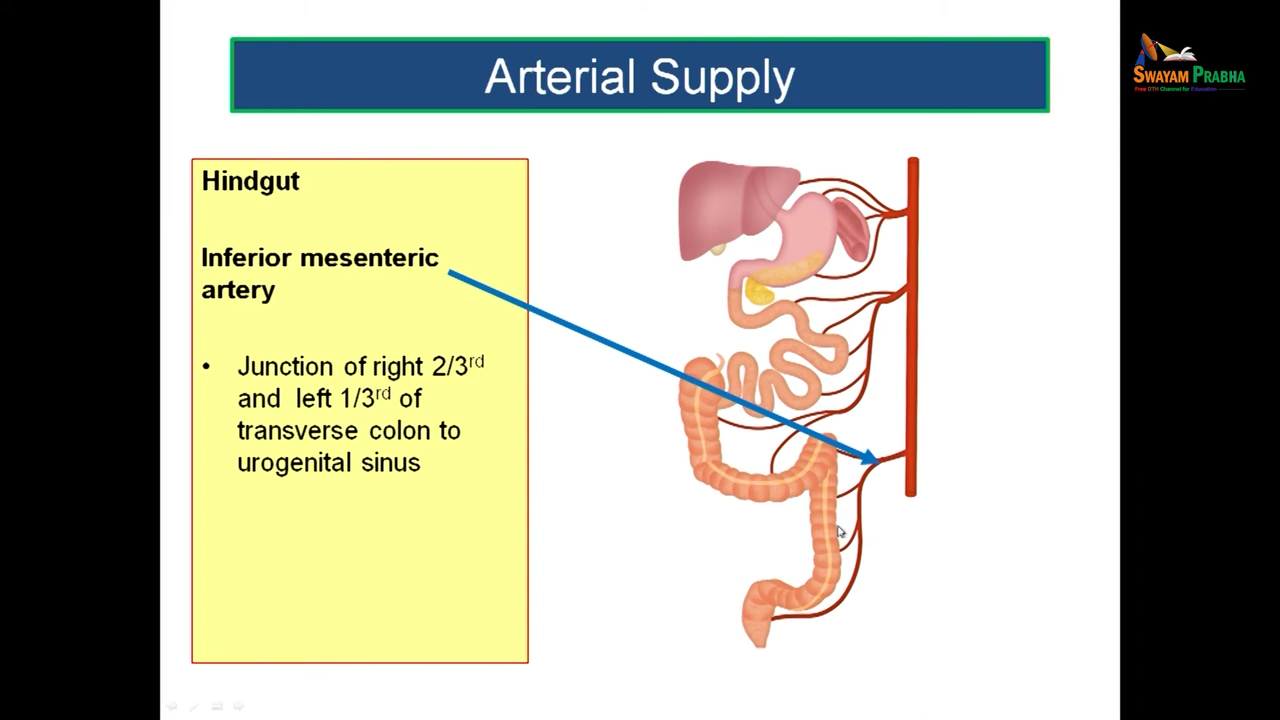 Arterial Supply
SWAYAM PRABHA
Free DTH Channel for Education
Hindgut
Inferior mesenteric
artery
• Junction of right 2/3rd
and left 1/3rd of
transverse colon to
urogenital sinus